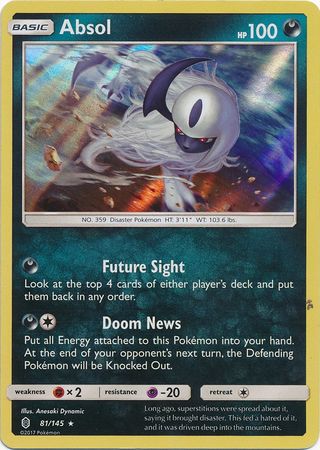 BASIC Absol HP 100
NO. 359 Disaster Pokémon HT: 3'11" WT: 103.6 lbs.
Future Sight
Look at the top 4 cards of either player's deck and put
them back in any order.
Doom News
Put all Energy attached to this Pokémon into your hand.
At the end of your opponent's next turn, the Defending
Pokémon will be Knocked Out.
weakness × 2 resistance -20 retreat
Illus. Anesaki Dynamic
81/145 ★
©2017 Pokémon
Long ago, superstitions were spread about it,
saying it brought disaster. This fed a hatred of
it, and it was driven deep into the mountains.